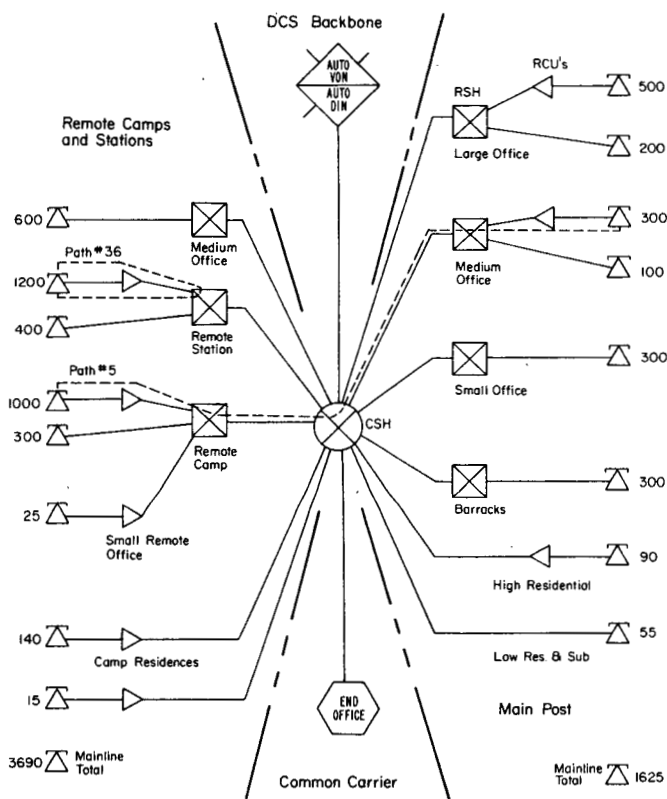 DCS Backbone
AUTO
VON
AUTO
DIN
Remote Camps
and Stations
600
Medium
Office
Path #36
1200
400
Remote
Station
Path #5
1000
300
Remote
Camp
25
Small Remote
Office
140
Camp Residences
15
3690
Mainline
Total
CSH
END
OFFICE
Common Carrier
RCU's
RSH
500
Large Office
200
300
Medium
Office
100
300
Small Office
300
Barracks
90
High Residential
55
Low Res. & Sub
Main Post
Mainline
Total
1625